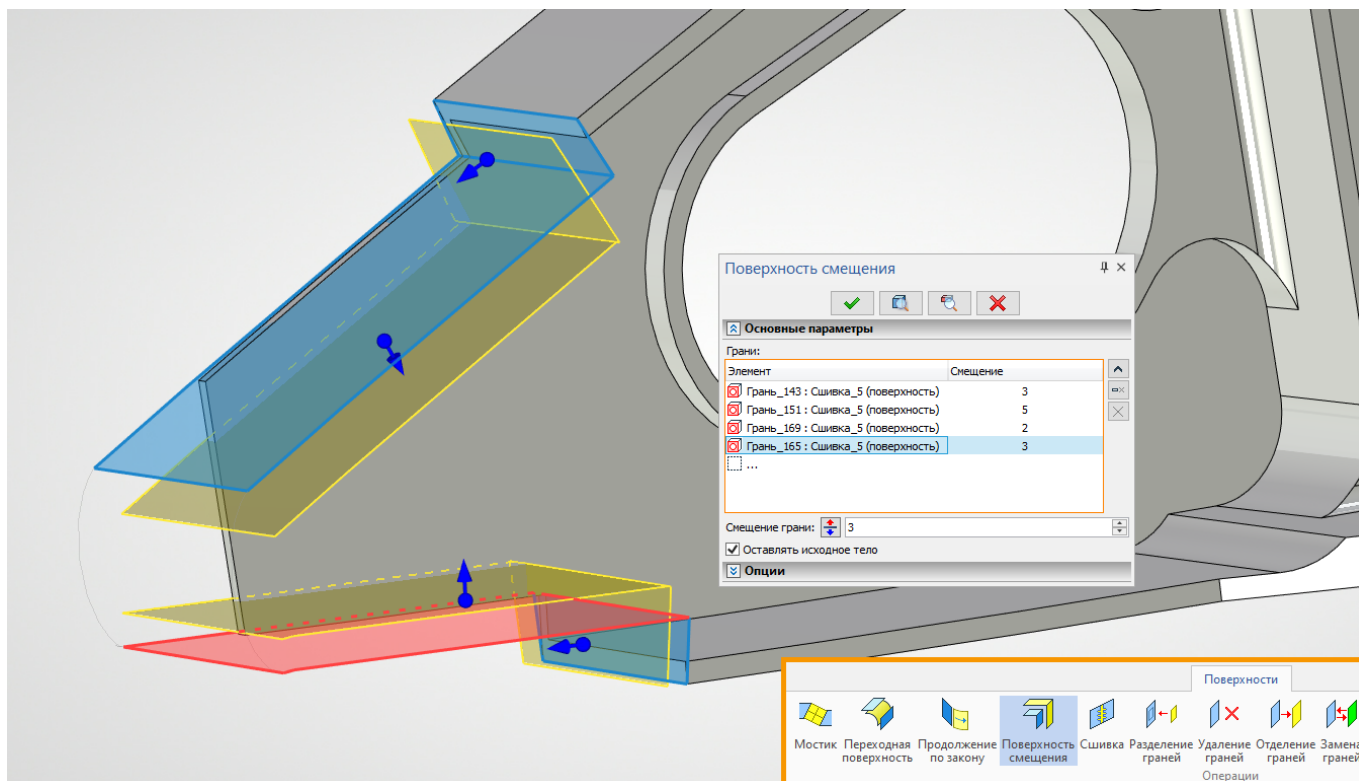 Поверхность смещения
Основные параметры
Грани:
Элемент Смещение
Грань_143 : Сшивка_5 (поверхность) 3
Грань_151 : Сшивка_5 (поверхность) 5
Грань_169 : Сшивка_5 (поверхность) 2
Грань_165 : Сшивка_5 (поверхность) 3
...
Смещение грани: 3
Оставлять исходное тело
Опции
Поверхности
Мостик Переходная Продолжение Поверхность Сшивка Разделение Удаление Отделение Замена
поверхность по закону смещения граней граней граней граней
Операции